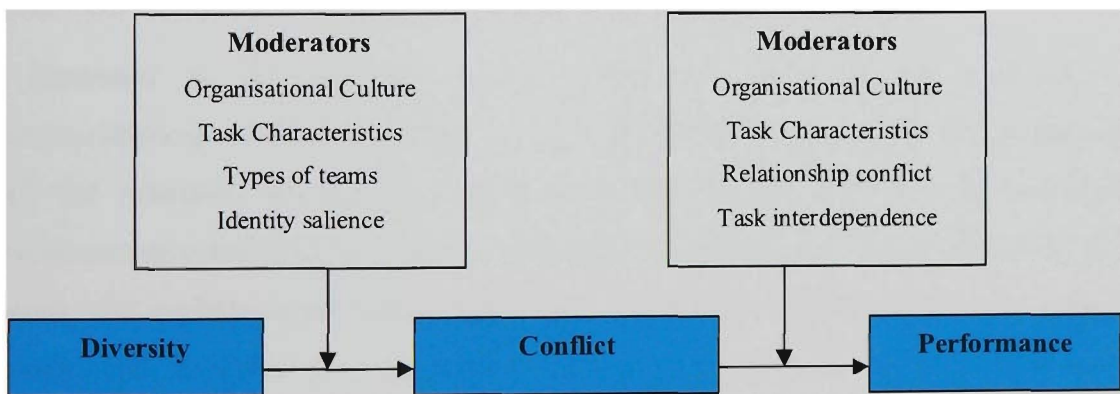 Moderators
Organisational Culture
Task Characteristics
Types of teams
Identity salience
Moderators
Organisational Culture
Task Characteristics
Relationship conflict
Task interdependence
Diversity
Conflict
Performance